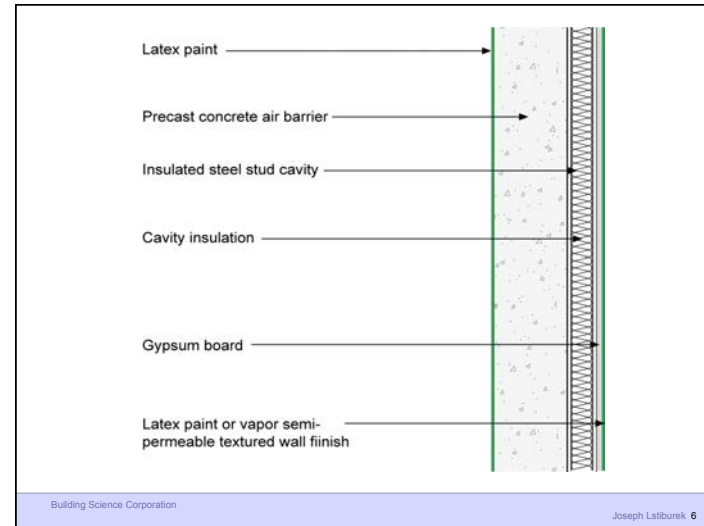 Latex paint
Precast concrete air barrier
Insulated steel stud cavity
Cavity insulation
Gypsum board
Latex paint or vapor semi-
permeable textured wall fiinish
Building Science Corporation
Joseph Lstiburek 6